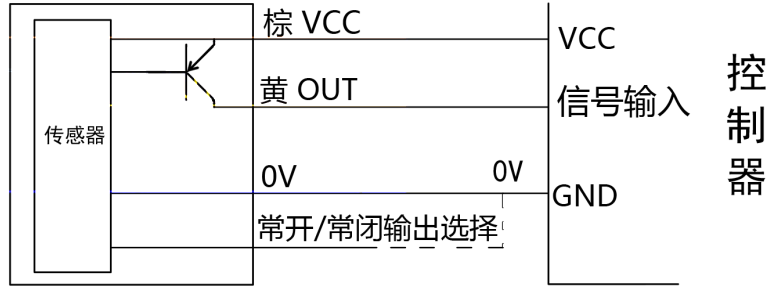 棕 VCC
VCC
黄 OUT
信号输入
传感器
0V
0V
GND
常开/常闭输出选择
控制器